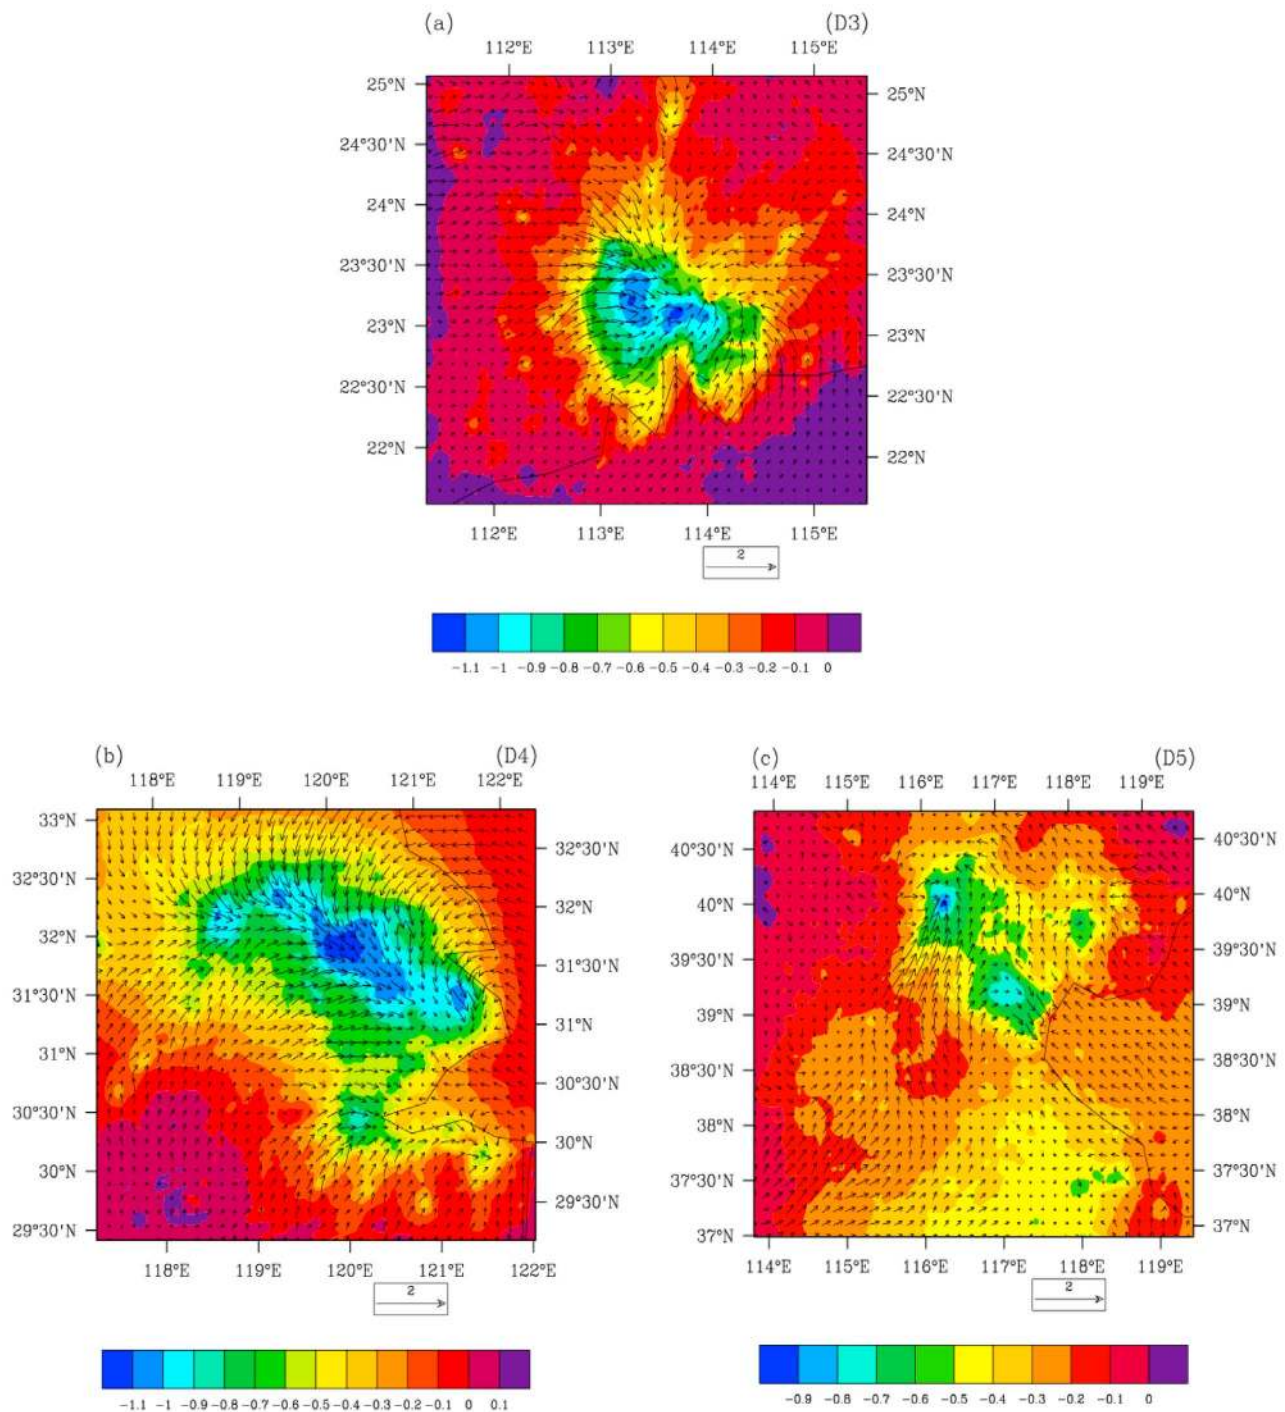 (a) (D3)
112°E 113°E 114°E 115°E
25°N 25°N
24°30'N 24°30'N
24°N 24°N
23°30'N 23°30'N
23°N 23°N
22°30'N 22°30'N
22°N 22°N
112°E 113°E 114°E 115°E
2
-1.1 -1 -0.9 -0.8 -0.7 -0.6 -0.5 -0.4 -0.3 -0.2 -0.1 0
(b) (D4)
118°E 119°E 120°E 121°E 122°E
33°N
32°30'N 32°30'N
32°N 32°N
31°30'N 31°30'N
31°N 31°N
30°30'N 30°30'N
30°N 30°N
29°30'N 29°30'N
118°E 119°E 120°E 121°E 122°E
2
-1.1 -1 -0.9 -0.8 -0.7 -0.6 -0.5 -0.4 -0.3 -0.2 -0.1 0 0.1
(c) (D5)
114°E 115°E 116°E 117°E 118°E 119°E
40°30'N 40°30'N
40°N 40°N
39°30'N 39°30'N
39°N 39°N
38°30'N 38°30'N
38°N 38°N
37°30'N 37°30'N
37°N 37°N
114°E 115°E 116°E 117°E 118°E 119°E
2
-0.9 -0.8 -0.7 -0.6 -0.5 -0.4 -0.3 -0.2 -0.1 0